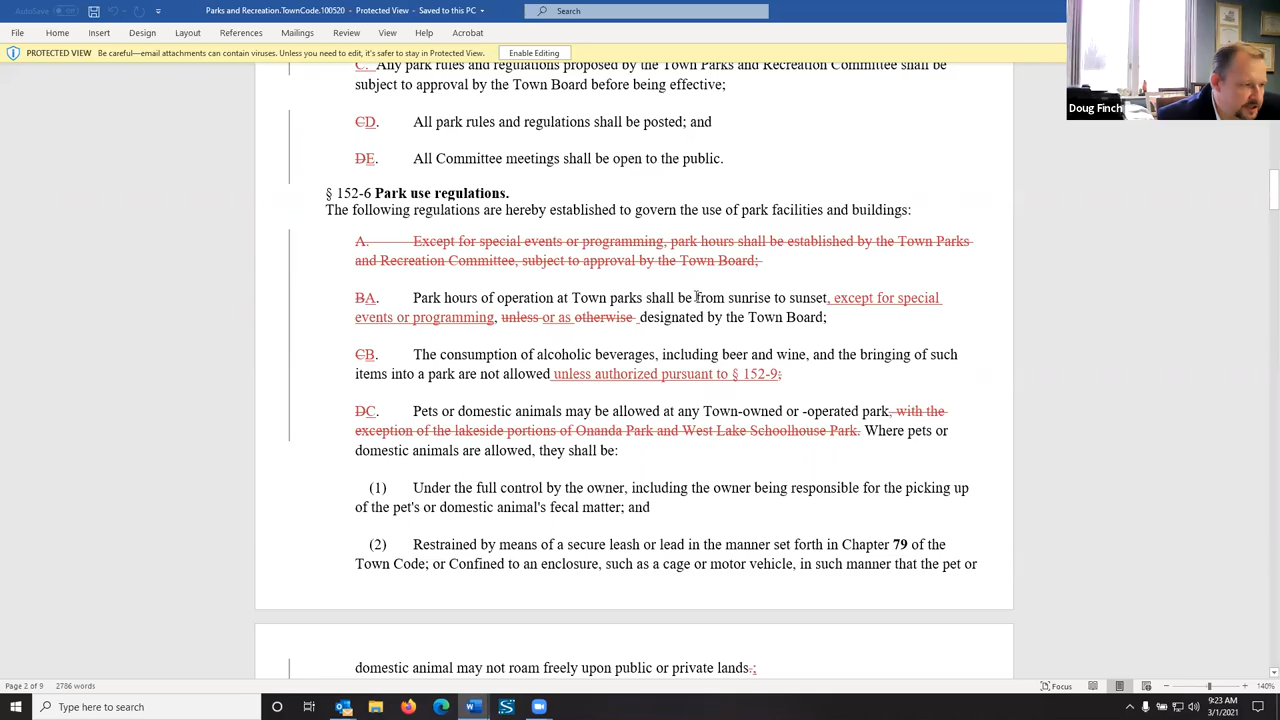 AutoSave Off Parks and Recreation.TownCode.100520 - Protected View - Saved to this PC Search
File Home Insert Draw Design Layout References Mailings Review View Help Acrobat
PROTECTED VIEW Be careful—email attachments can contain viruses. Unless you need to edit, it's safer to stay in Protected View. Enable Editing
Doug Finch
C. Any park rules and regulations proposed by the Town Parks and Recreation Committee shall be
subject to approval by the Town Board before being effective;
CD. All park rules and regulations shall be posted; and
DE. All Committee meetings shall be open to the public.
§ 152-6 Park use regulations.
The following regulations are hereby established to govern the use of park facilities and buildings:
A. Except for special events or programming, park hours shall be established by the Town Parks
and Recreation Committee, subject to approval by the Town Board;
BA. Park hours of operation at Town parks shall be from sunrise to sunset, except for special
events or programming, unless or as otherwise designated by the Town Board;
CB. The consumption of alcoholic beverages, including beer and wine, and the bringing of such
items into a park are not allowed unless authorized pursuant to § 152-9;
DC. Pets or domestic animals may be allowed at any Town-owned or -operated park, with the
exception of the lakeside portions of Onanda Park and West Lake Schoolhouse Park. Where pets or
domestic animals are allowed, they shall be:
(1) Under the full control by the owner, including the owner being responsible for the picking up
of the pet's or domestic animal's fecal matter; and
(2) Restrained by means of a secure leash or lead in the manner set forth in Chapter 79 of the
Town Code; or Confined to an enclosure, such as a cage or motor vehicle, in such manner that the pet or
domestic animal may not roam freely upon public or private lands.;
Page 2 of 9 2786 words Focus 140%
Type here to search 9:23 AM
3/1/2021